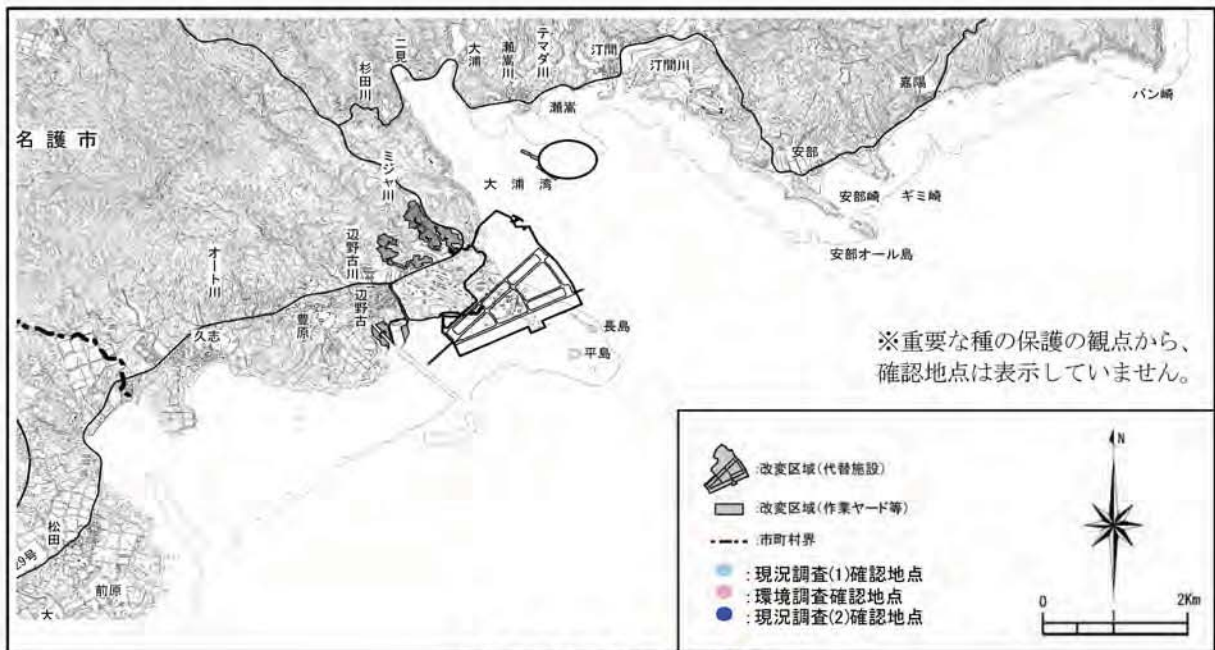 名護市
杉田川
二見
大浦
瀬嵩川
テマダ川
汀間
汀間川
瀬嵩
嘉陽
バン崎
安部
安部崎
ギミ崎
安部オール島
大浦湾
ミジャ川
辺野古川
辺野古
オート川
久志
豊原
長島
平島
松田
前原
29号
大
※重要な種の保護の観点から、
確認地点は表示していません。
:改変区域(代替施設)
:改変区域(作業ヤード等)
:市町村界
:現況調査(1)確認地点
:環境調査確認地点
:現況調査(2)確認地点
N
0 2Km